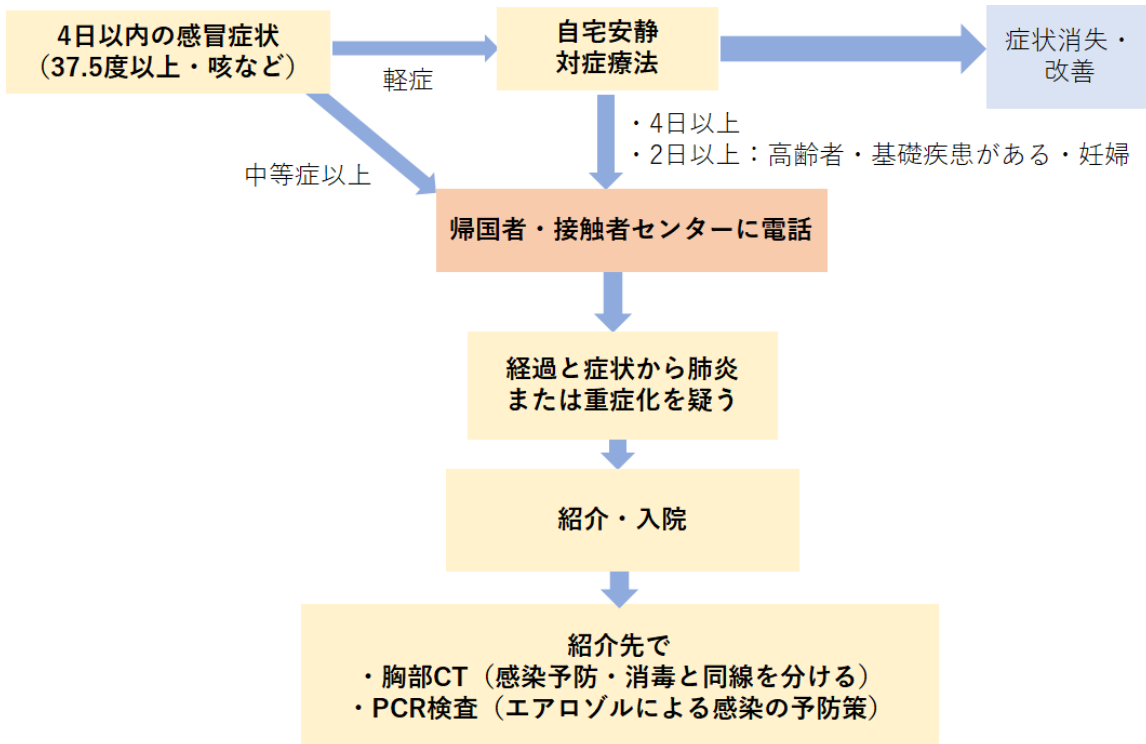 4日以内の感冒症状
（37.5度以上・咳など）
軽症
自宅安静
対症療法
症状消失・
改善
中等症以上
・4日以上
・2日以上：高齢者・基礎疾患がある・妊婦
帰国者・接触者センターに電話
経過と症状から肺炎
または重症化を疑う
紹介・入院
紹介先で
・胸部CT（感染予防・消毒と同線を分ける）
・PCR検査（エアロゾルによる感染の予防策）